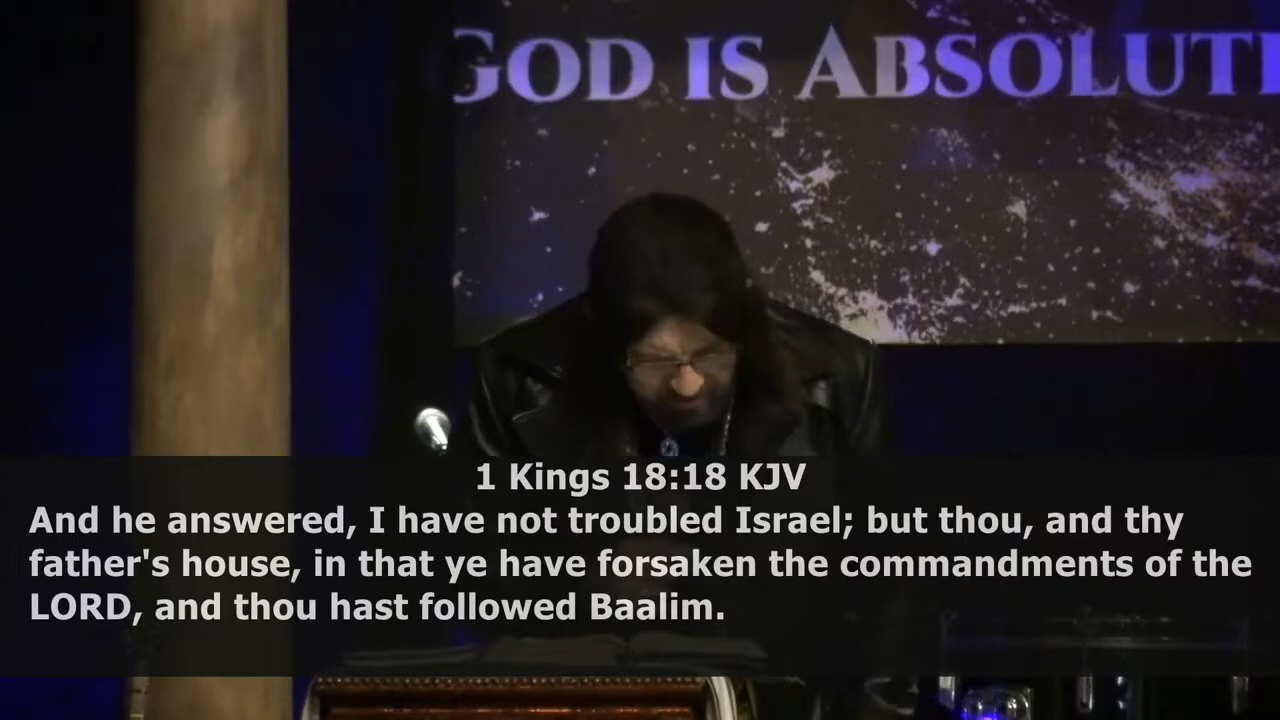 GOD IS ABSOLUT
1 Kings 18:18 KJV
And he answered, I have not troubled Israel; but thou, and thy
father's house, in that ye have forsaken the commandments of the
LORD, and thou hast followed Baalim.